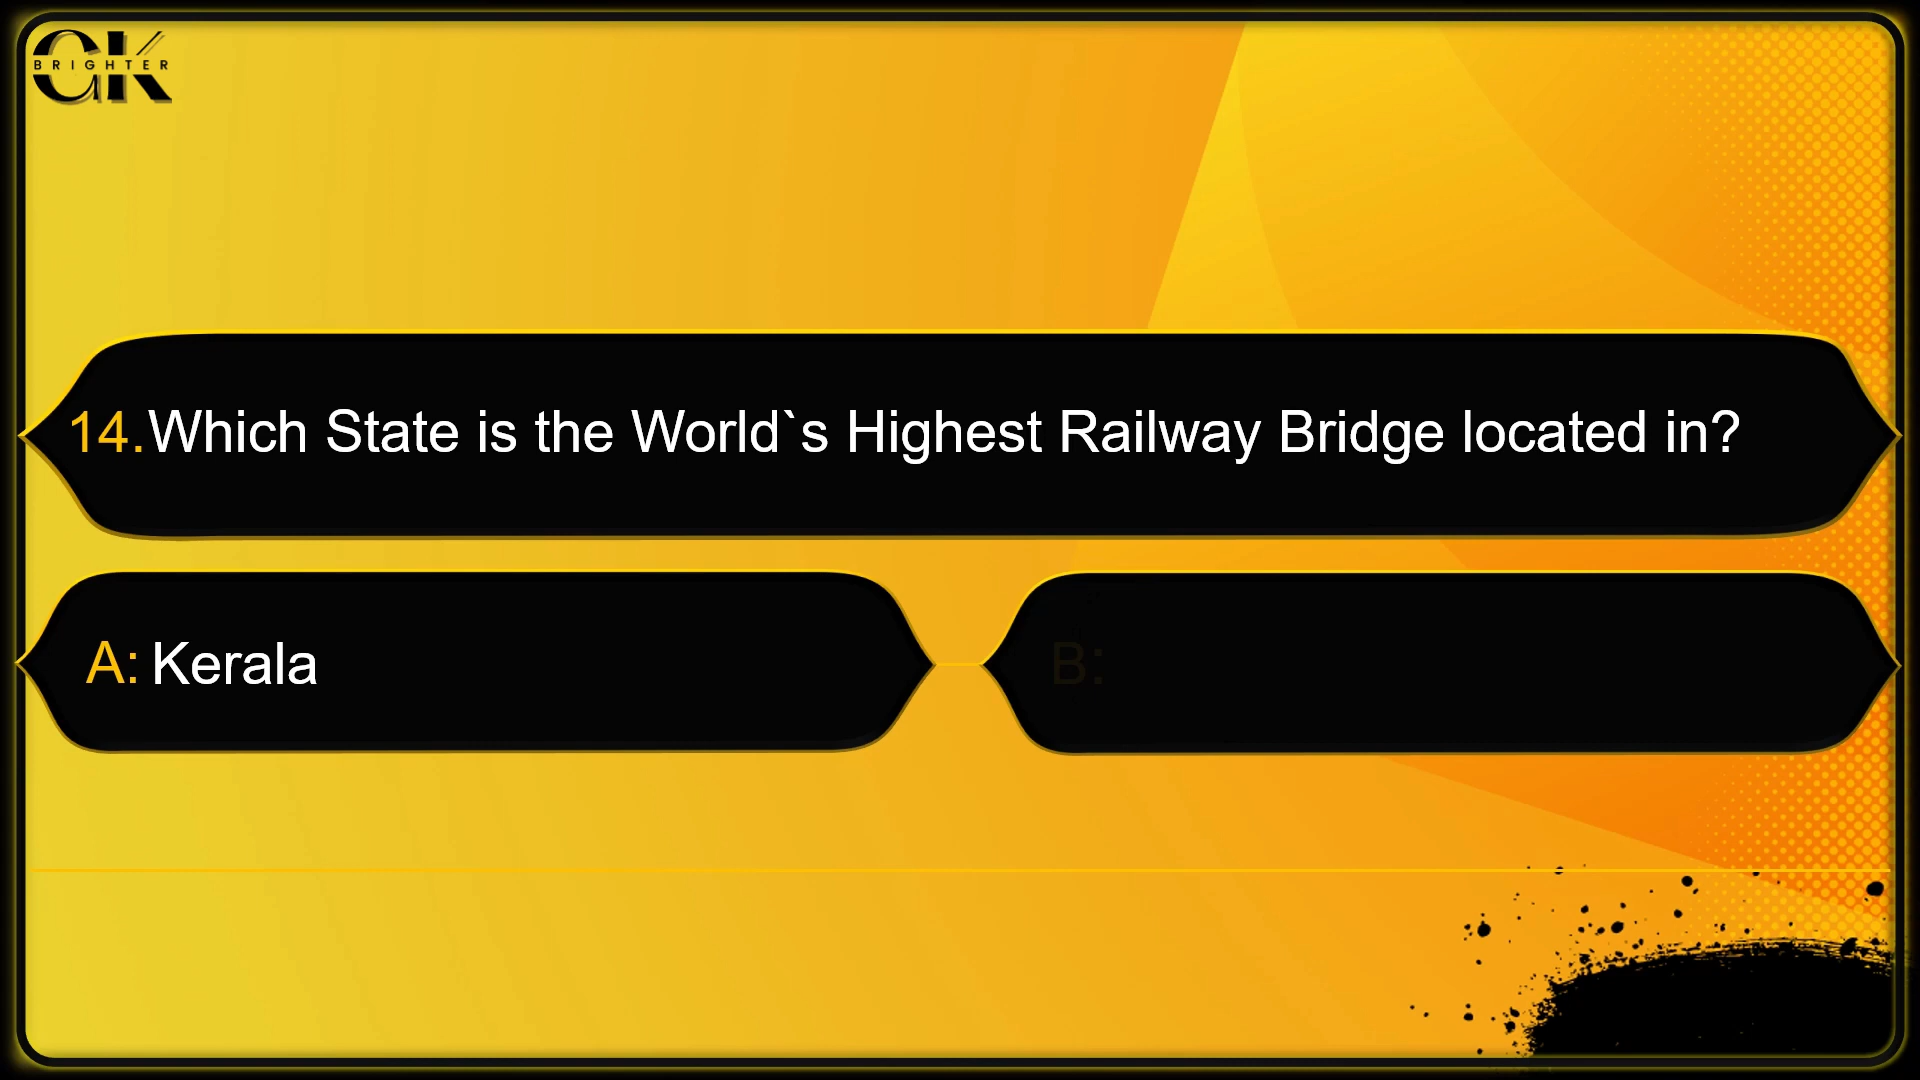 GK
BRIGHTER
14.Which State is the World`s Highest Railway Bridge located in?
A: Kerala
B: